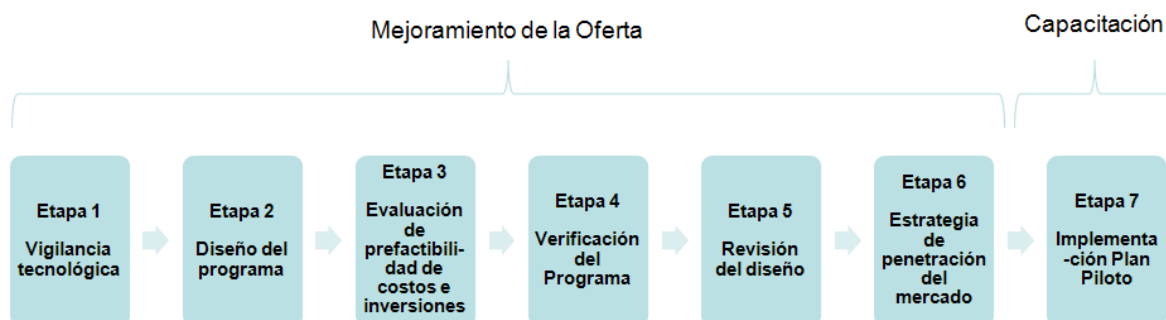 Mejoramiento de la Oferta
Capacitación
Etapa 1
Vigilancia
tecnológica
Etapa 2
Diseño del
programa
Etapa 3
Evaluación
de
prefactibili-
dad de
costos e
inversiones
Etapa 4
Verificación
del
Programa
Etapa 5
Revisión
del diseño
Etapa 6
Estrategia
de
penetración
del
mercado
Etapa 7
Implementa
-ción Plan
Piloto